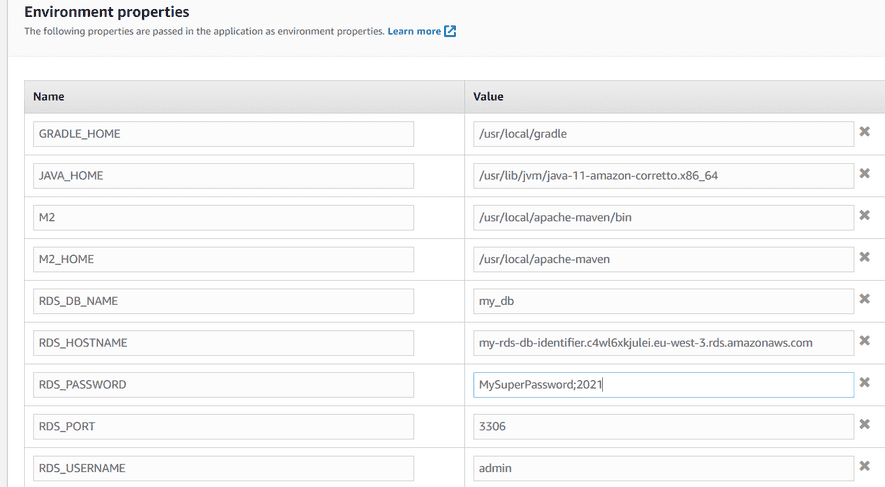 Environment properties
The following properties are passed in the application as environment properties. Learn more
Name Value
GRADLE_HOME /usr/local/gradle
JAVA_HOME /usr/lib/jvm/java-11-amazon-corretto.x86_64
M2 /usr/local/apache-maven/bin
M2_HOME /usr/local/apache-maven
RDS_DB_NAME my_db
RDS_HOSTNAME my-rds-db-identifier.c4wl6xkjulei.eu-west-3.rds.amazonaws.com
RDS_PASSWORD MySuperPassword;2021
RDS_PORT 3306
RDS_USERNAME admin